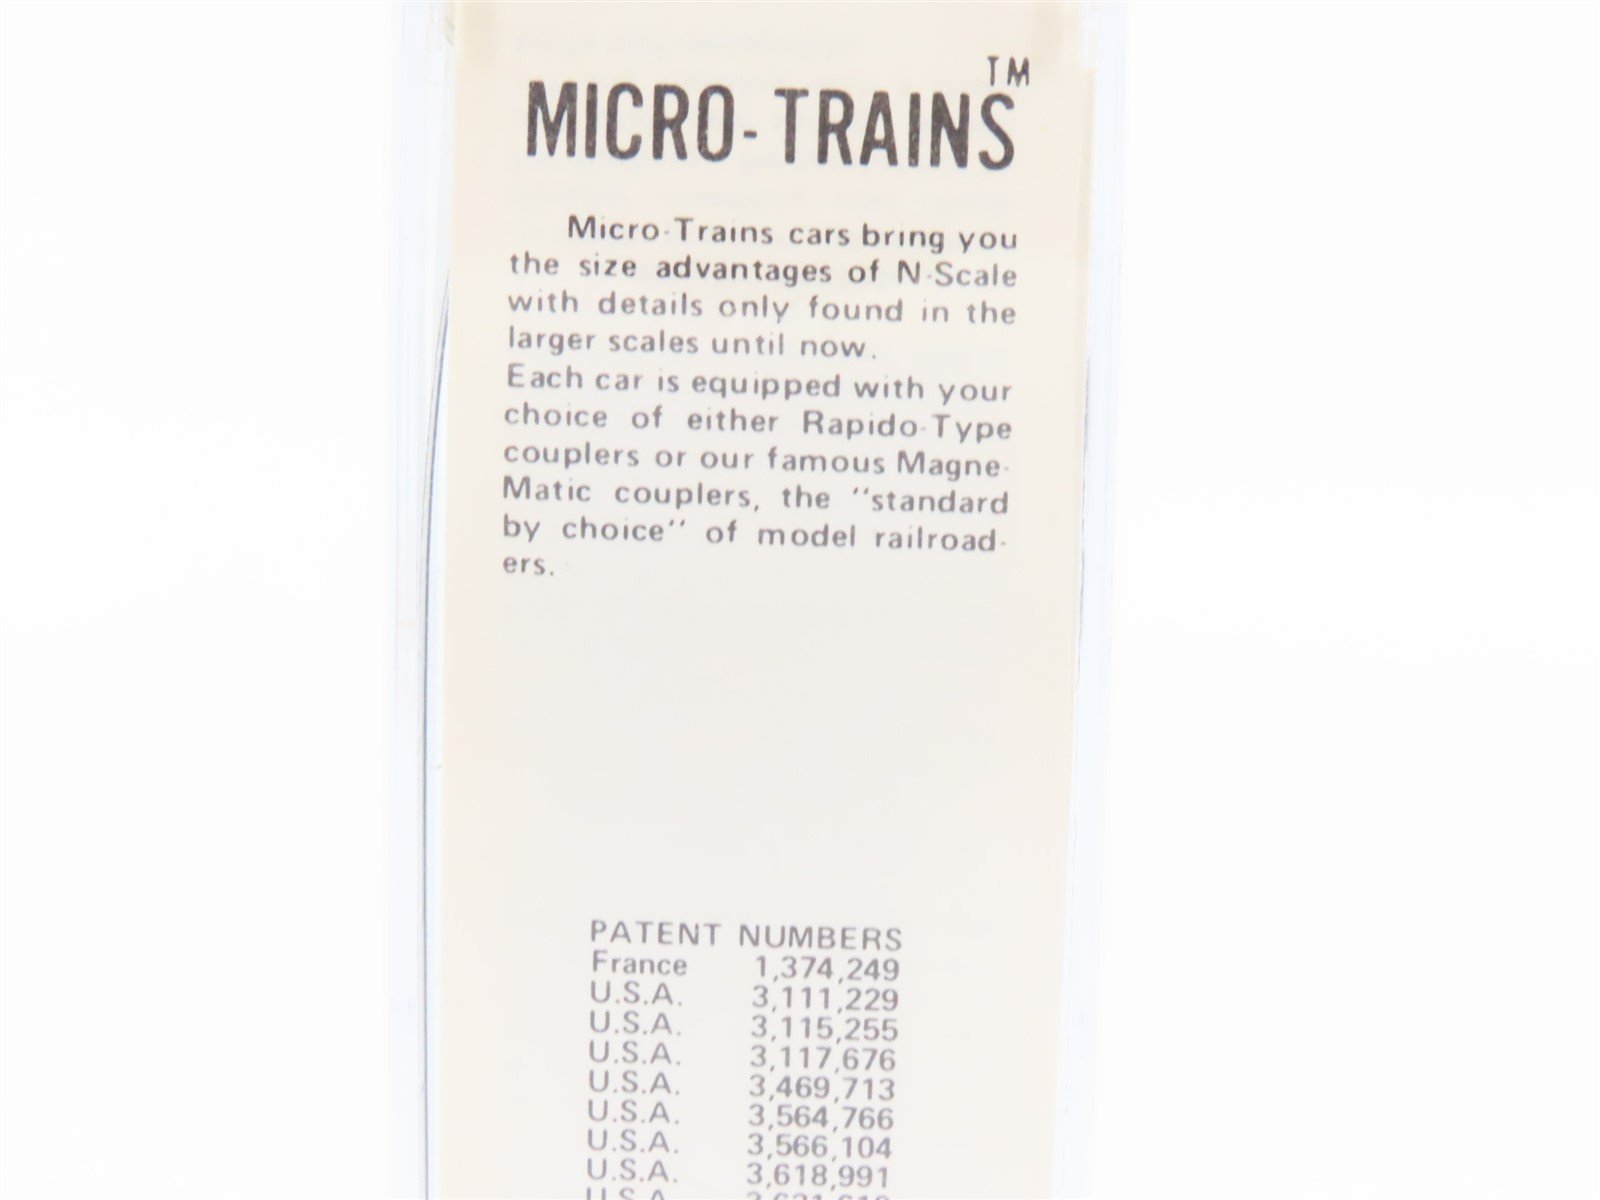 TM
MICRO-TRAINS
Micro-Trains cars bring you
the size advantages of N-Scale
with details only found in the
larger scales until now.
Each car is equipped with your
choice of either Rapido-Type
couplers or our famous Magne-
Matic couplers, the "standard
by choice" of model railroad-
ers.
PATENT NUMBERS
France 1,374,249
U.S.A. 3,111,229
U.S.A. 3,115,255
U.S.A. 3,117,676
U.S.A. 3,469,713
U.S.A. 3,564,766
U.S.A. 3,566,104
U.S.A. 3,618,991
U.S.A.